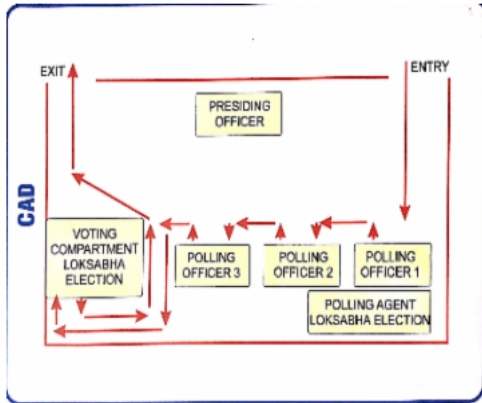 EXIT
ENTRY
PRESIDING
OFFICER
CAD
VOTING
COMPARTMENT
LOKSABHA
ELECTION
POLLING
OFFICER 3
POLLING
OFFICER 2
POLLING
OFFICER 1
POLLING AGENT
LOKSABHA ELECTION